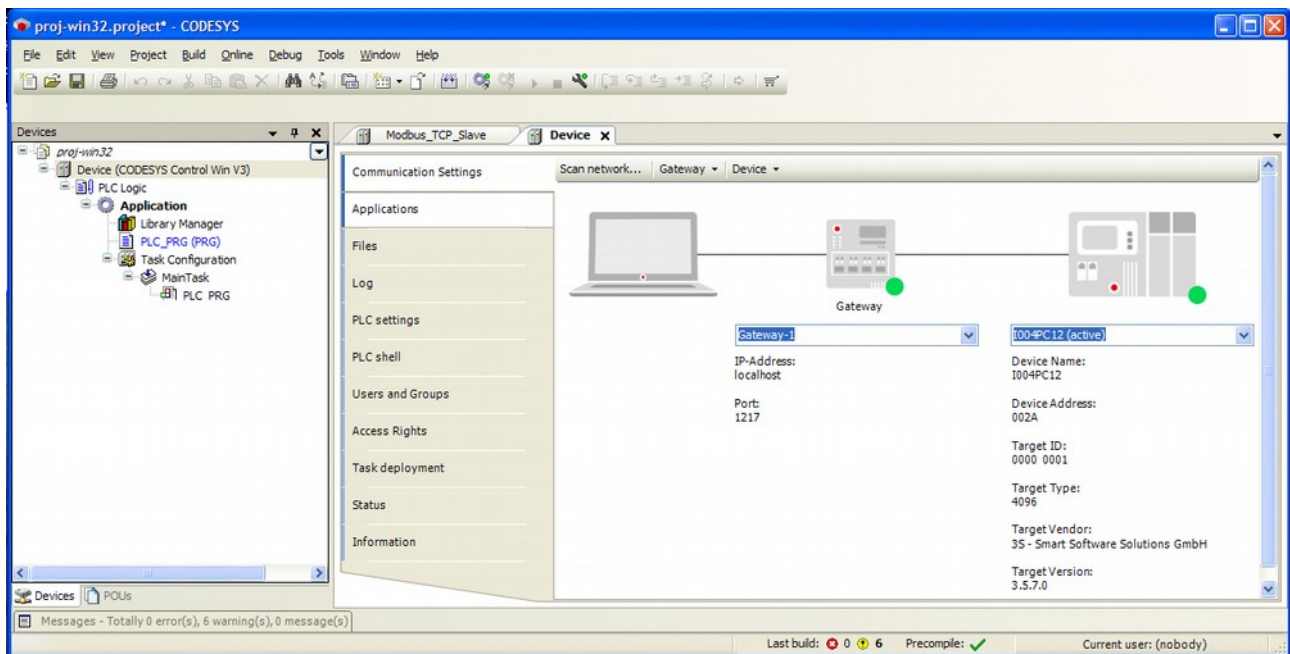 proj-win32.project* - CODESYS
File Edit View Project Build Online Debug Tools Window Help
Devices
proj-win32
Device (CODESYS Control Win V3)
PLC Logic
Application
Library Manager
PLC_PRG (PRG)
Task Configuration
MainTask
PLC_PRG
Devices POUs
Modbus_TCP_Slave Device
Communication Settings
Applications
Files
Log
PLC settings
PLC shell
Users and Groups
Access Rights
Task deployment
Status
Information
Scan network... Gateway Device
Gateway
Gateway-1
IP-Address:
localhost
Port:
1217
I004PC12 (active)
Device Name:
I004PC12
Device Address:
002A
Target ID:
0000 0001
Target Type:
4096
Target Vendor:
3S - Smart Software Solutions GmbH
Target Version:
3.5.7.0
Messages - Totally 0 error(s), 6 warning(s), 0 message(s)
Last build: 0 6 Precompile: Current user: (nobody)